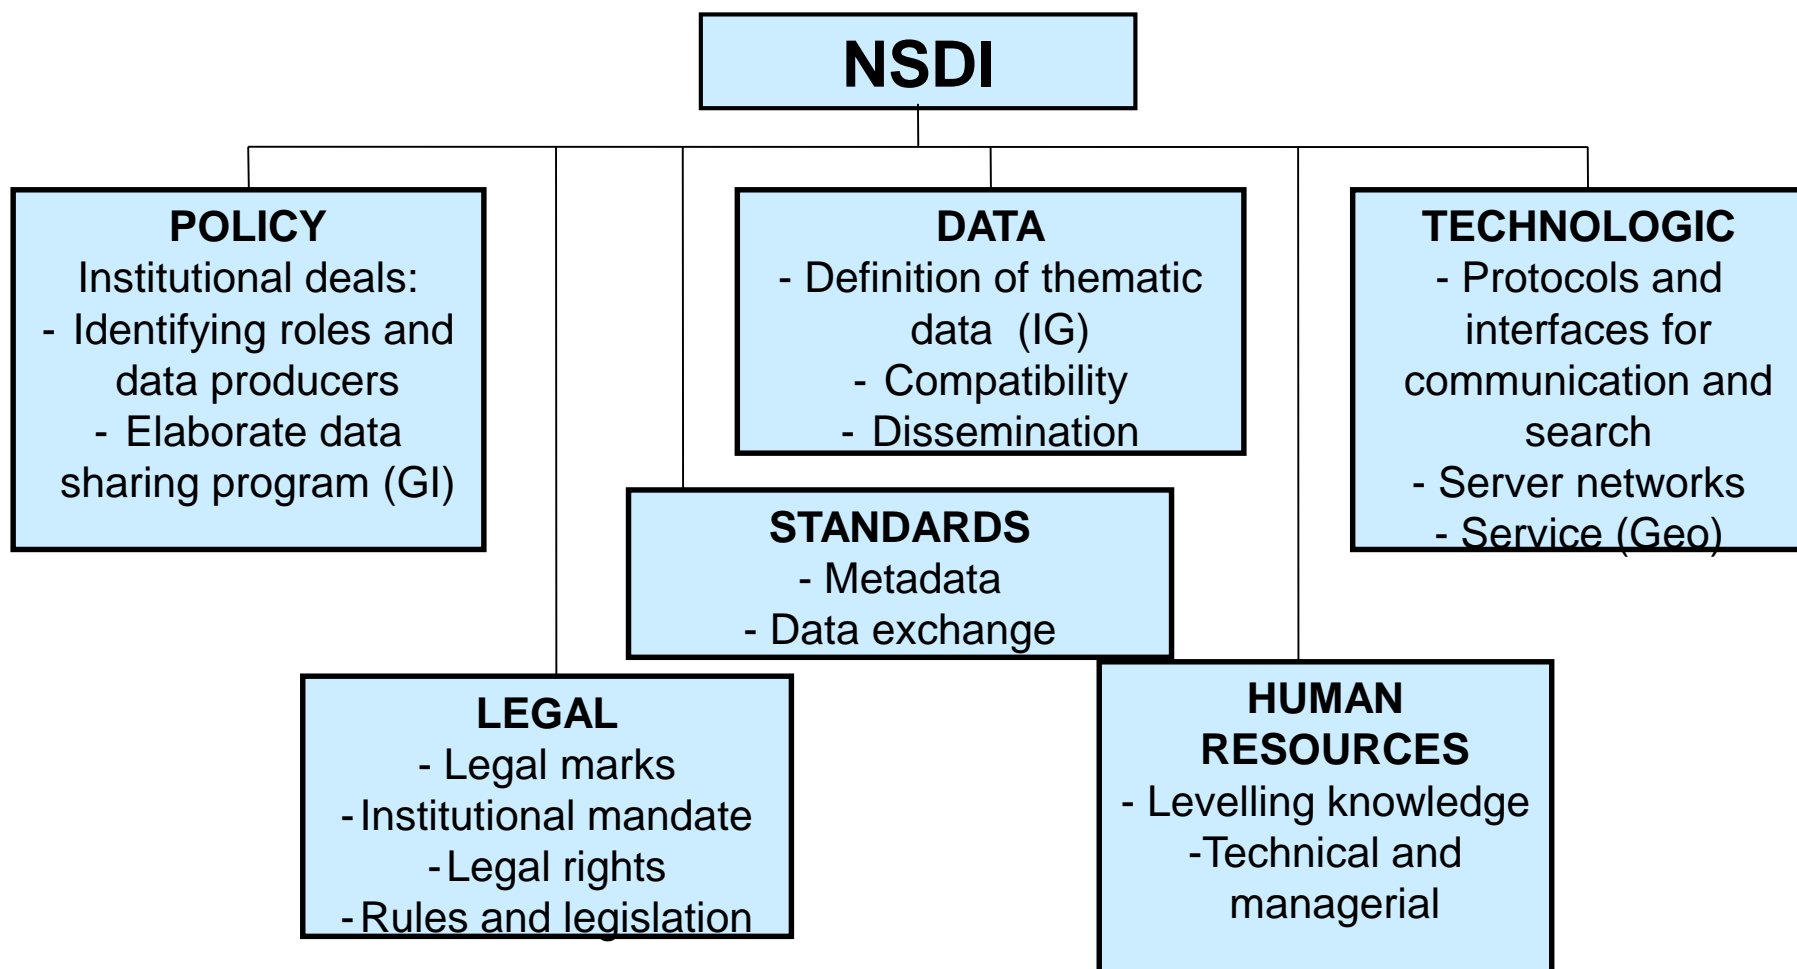 NSDI
POLICY
Institutional deals:
- Identifying roles and
data producers
- Elaborate data
sharing program (GI)
DATA
- Definition of thematic
data (IG)
- Compatibility
- Dissemination
TECHNOLOGIC
- Protocols and
interfaces for
communication and
search
- Server networks
- Service (Geo)
STANDARDS
- Metadata
- Data exchange
LEGAL
- Legal marks
- Institutional mandate
- Legal rights
- Rules and legislation
HUMAN
RESOURCES
- Levelling knowledge
-Technical and
managerial